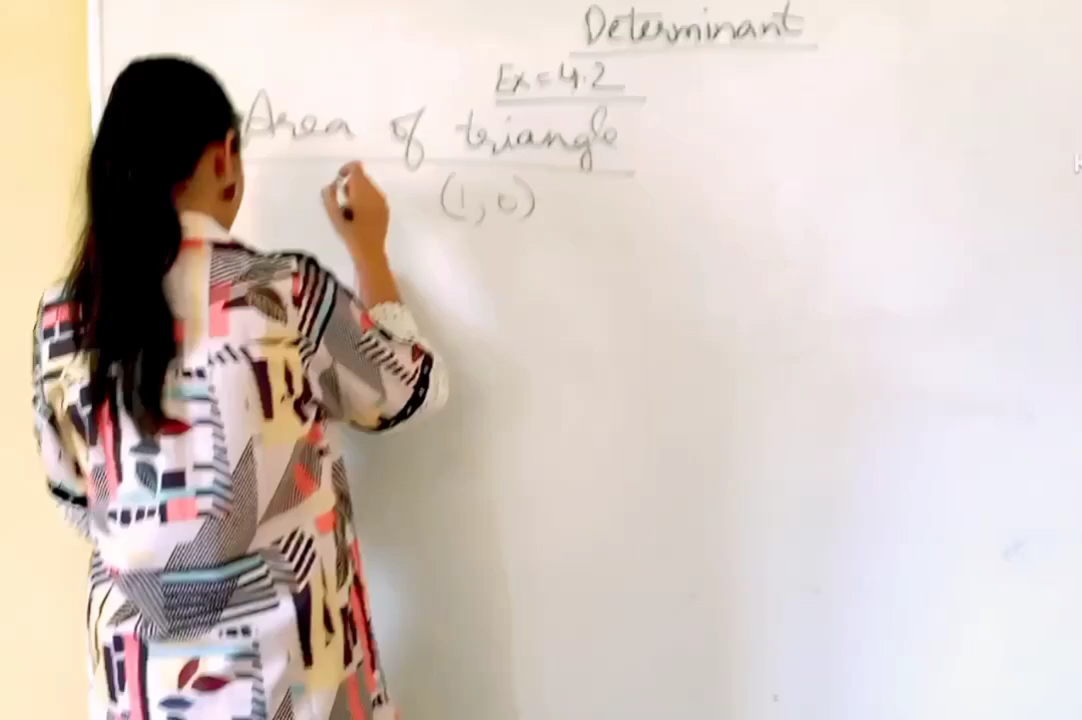 Determinant
Ex = 4.2
Area of triangle
(1, 0)